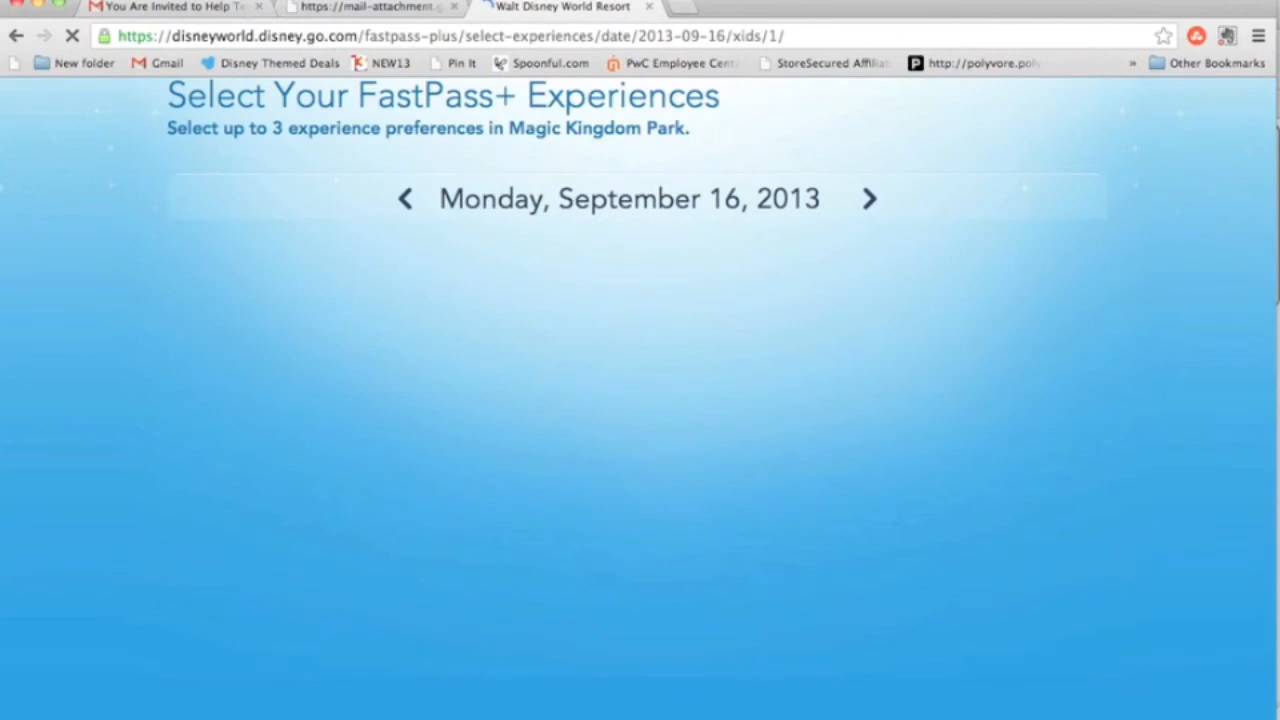 You Are Invited to Help T
https://mail-attachment.g
Walt Disney World Resort
https://disneyworld.disney.go.com/fastpass-plus/select-experiences/date/2013-09-16/xids/1/
New folder
Gmail
Disney Themed Deals
NEW13
Pin It
Spoonful.com
PwC Employee Cent
StoreSecured Affiliat
http://polyvore.poly
»
Other Bookmarks
Select Your FastPass+ Experiences
Select up to 3 experience preferences in Magic Kingdom Park.
Monday, September 16, 2013